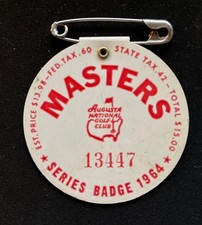 EST. PRICE $13.98 - FED. TAX .60 STATE TAX .42 - TOTAL $15.00
MASTERS
AUGUSTA
NATIONAL
GOLF
CLUB
13447
★ SERIES BADGE 1964 ★